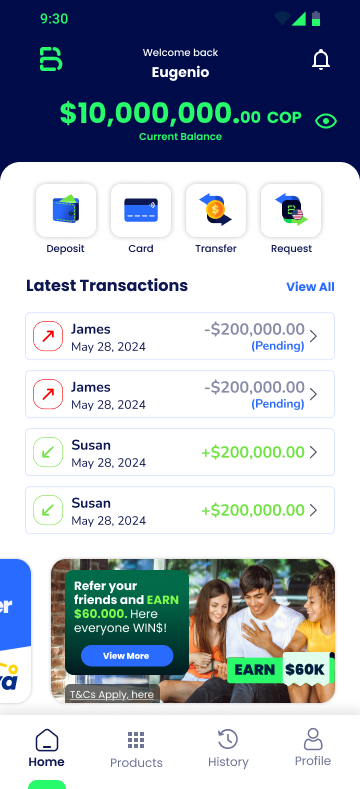 9:30
Welcome back
Eugenio
$10,000,000.00 COP
Current Balance
Deposit
Card
Transfer
Request
Latest Transactions
View All
James
-$200,000.00
May 28, 2024
(Pending)
James
-$200,000.00
May 28, 2024
(Pending)
Susan
+$200,000.00
May 28, 2024
Susan
+$200,000.00
May 28, 2024
Refer your
friends and EARN
$60.000. Here
everyone WIN$!
View More
T&Cs Apply, here
EARN $60K
Home
Products
History
Profile